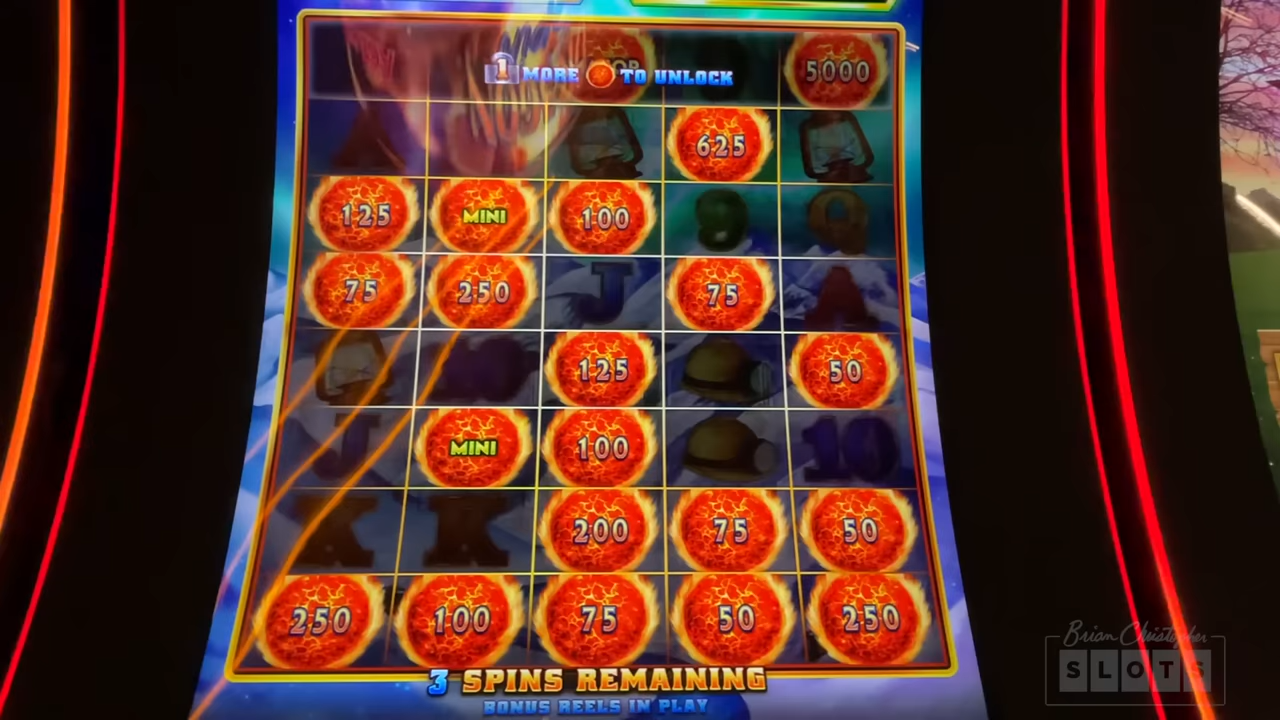 1 MORE TO UNLOCK
5000
625
125 MINI 100
75 250 J 75 A
125 50
J MINI 100 10
K K 200 75 50
250 100 75 50 250
3 SPINS REMAINING
BONUS REELS IN PLAY
Brian Christopher
SLOTS